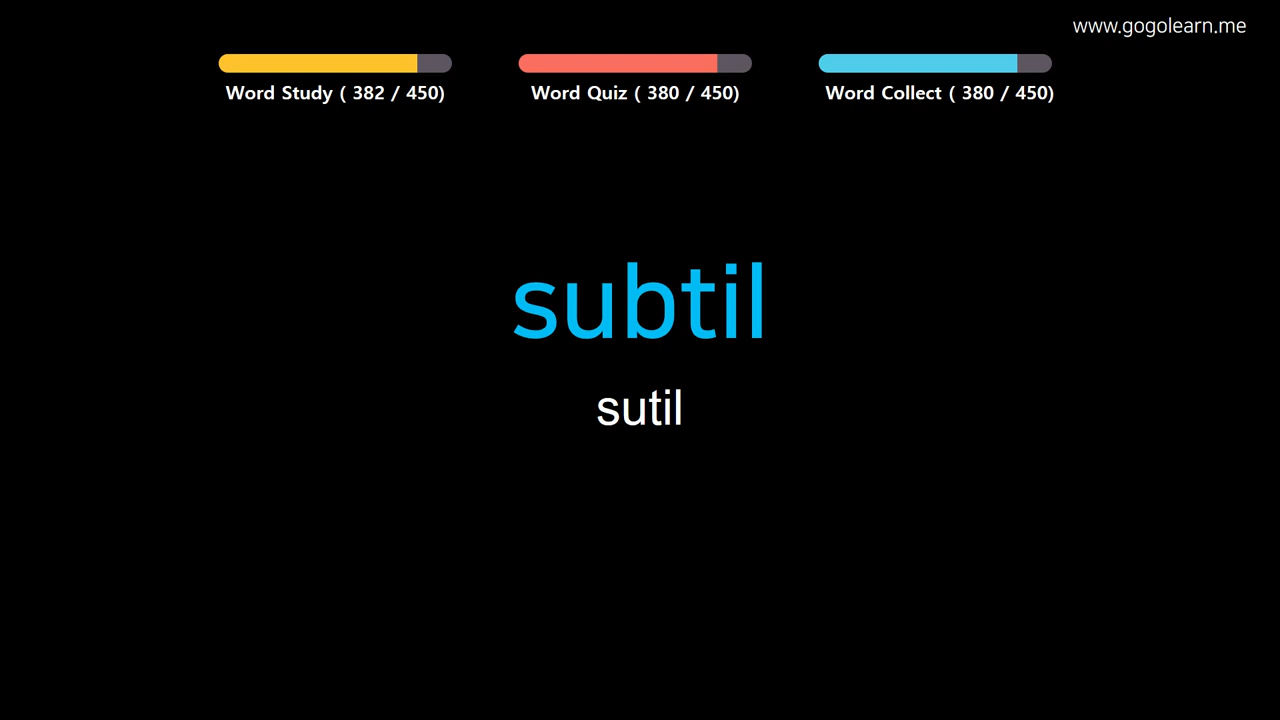 www.gogolearn.me
Word Study ( 382 / 450)
Word Quiz ( 380 / 450)
Word Collect ( 380 / 450)
subtil
sutil